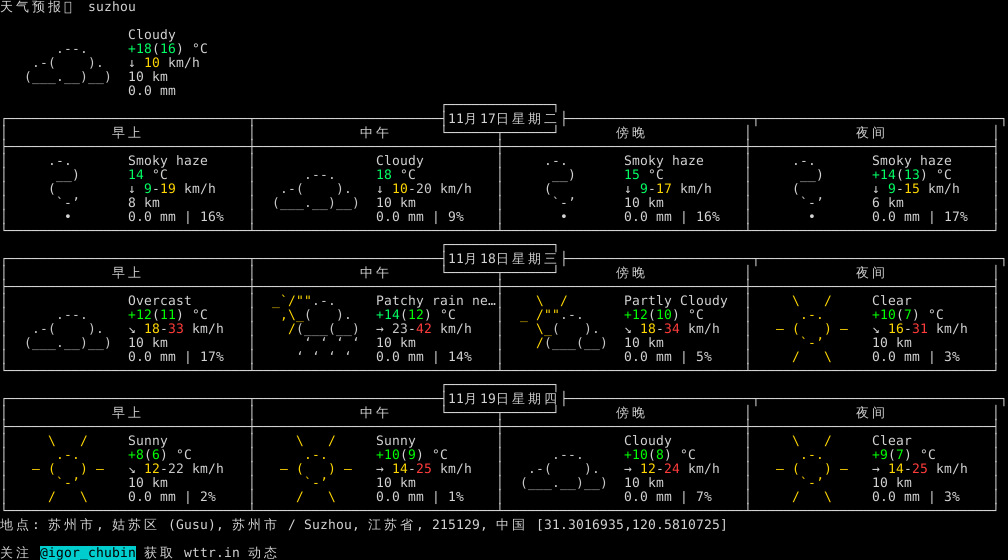 天气预报： suzhou
Cloudy
+18(16) °C
↓ 10 km/h
10 km
0.0 mm
11月17日星期二
早上 中午 傍晚 夜间
Smoky haze Cloudy Smoky haze Smoky haze
14 °C 18 °C 15 °C +14(13) °C
↓ 9-19 km/h ↓ 10-20 km/h ↓ 9-17 km/h ↓ 9-15 km/h
8 km 10 km 10 km 6 km
0.0 mm | 16% 0.0 mm | 9% 0.0 mm | 16% 0.0 mm | 17%
11月18日星期三
早上 中午 傍晚 夜间
Overcast Patchy rain ne… Partly Cloudy Clear
+12(11) °C +14(12) °C +12(10) °C +10(7) °C
↘ 18-33 km/h → 23-42 km/h ↘ 18-34 km/h ↘ 16-31 km/h
10 km 10 km 10 km 10 km
0.0 mm | 17% 0.0 mm | 14% 0.0 mm | 5% 0.0 mm | 3%
11月19日星期四
早上 中午 傍晚 夜间
Sunny Sunny Cloudy Clear
+8(6) °C +10(9) °C +10(8) °C +9(7) °C
↘ 12-22 km/h → 14-25 km/h → 12-24 km/h → 14-25 km/h
10 km 10 km 10 km 10 km
0.0 mm | 2% 0.0 mm | 1% 0.0 mm | 7% 0.0 mm | 3%
地点: 苏州市, 姑苏区 (Gusu), 苏州市 / Suzhou, 江苏省, 215129, 中国 [31.3016935,120.5810725]
关注 @igor_chubin 获取 wttr.in 动态